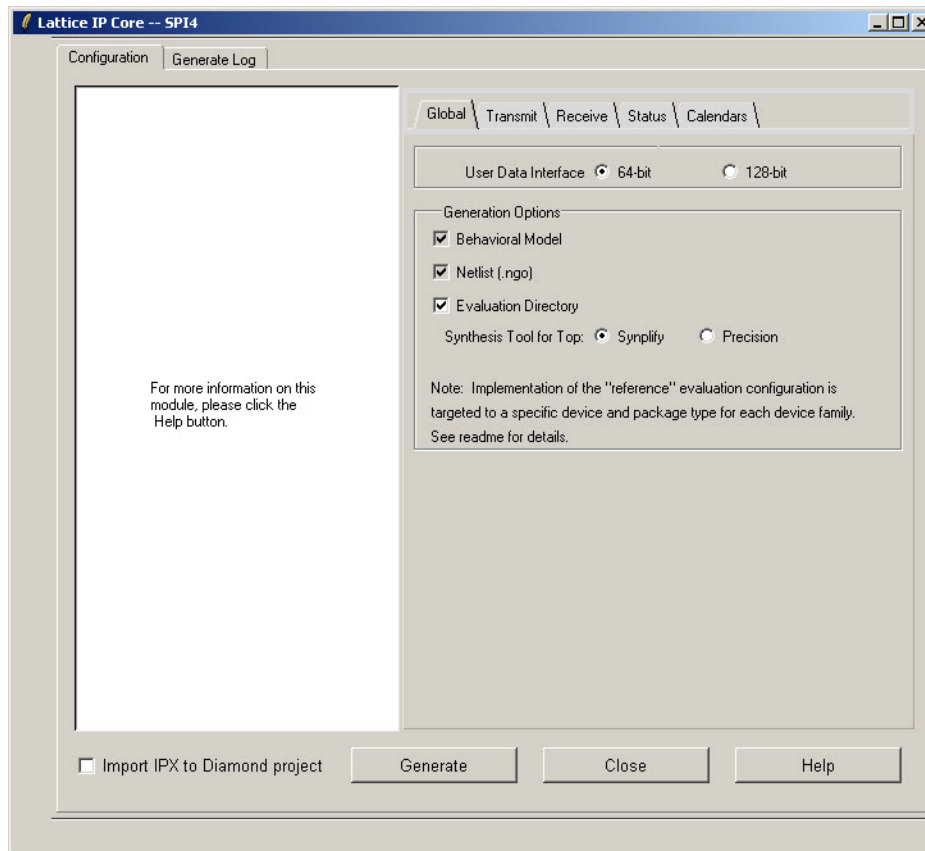 Lattice IP Core -- SPI4
Configuration
Generate Log
Global
Transmit
Receive
Status
Calendars
User Data Interface
64-bit
128-bit
Generation Options
Behavioral Model
Netlist (.ngo)
Evaluation Directory
Synthesis Tool for Top:
Synplify
Precision
For more information on this
module, please click the
Help button.
Note: Implementation of the "reference" evaluation configuration is
targeted to a specific device and package type for each device family.
See readme for details.
Import IPX to Diamond project
Generate
Close
Help